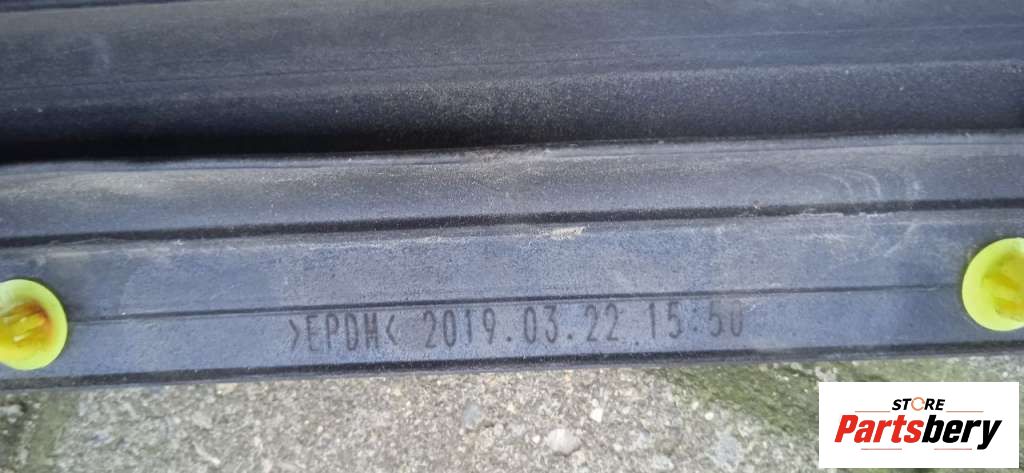 >EPDM< 2019.03.22 15:50
STORE
Partsbery